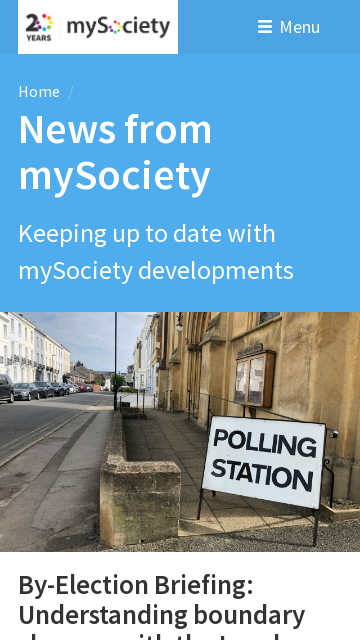 20 YEARS mySociety
Menu
Home /
News from
mySociety
Keeping up to date with
mySociety developments
POLLING
STATION
By-Election Briefing:
Understanding boundary